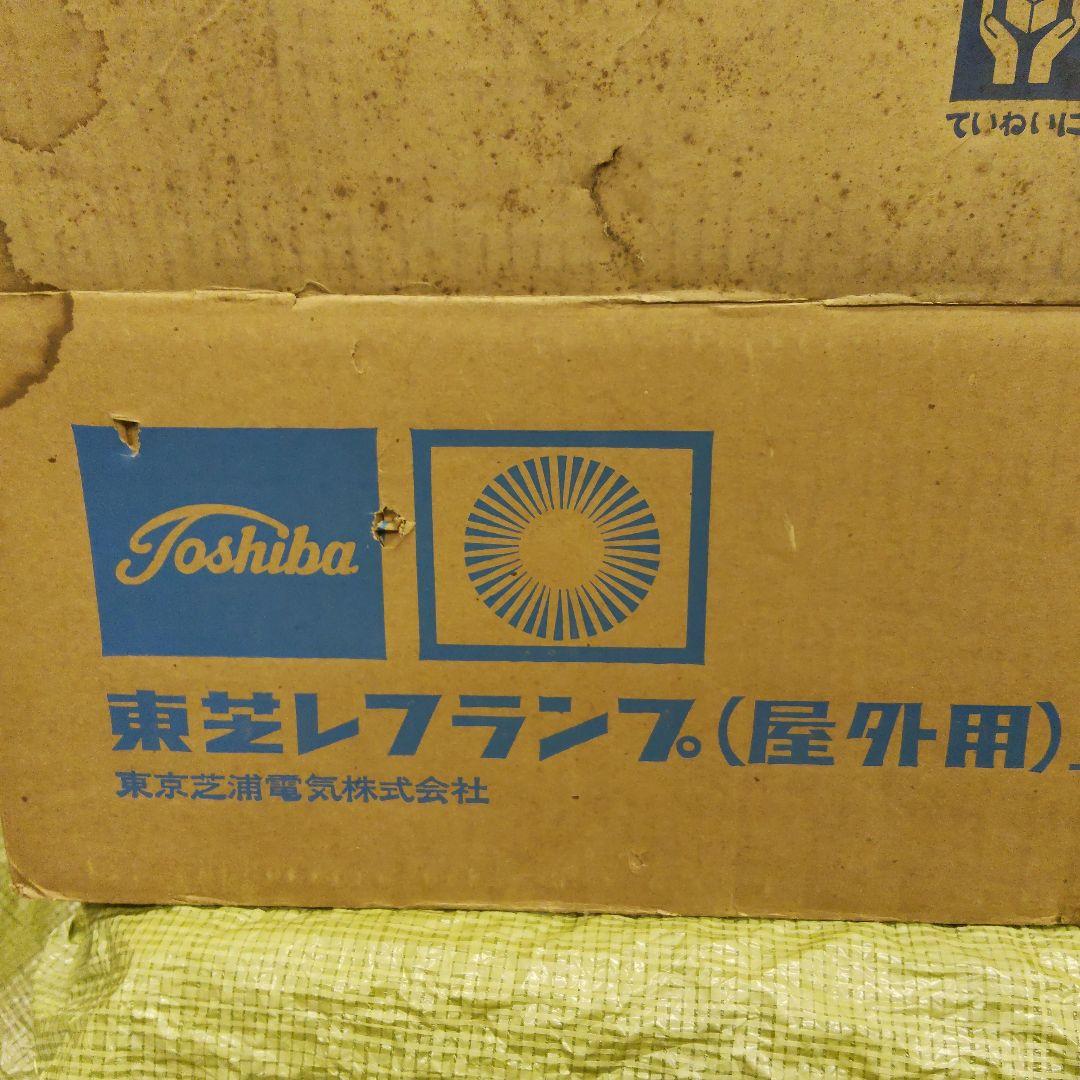 ていねいに
Toshiba
東芝レフランプ(屋外用)
東京芝浦電気株式会社